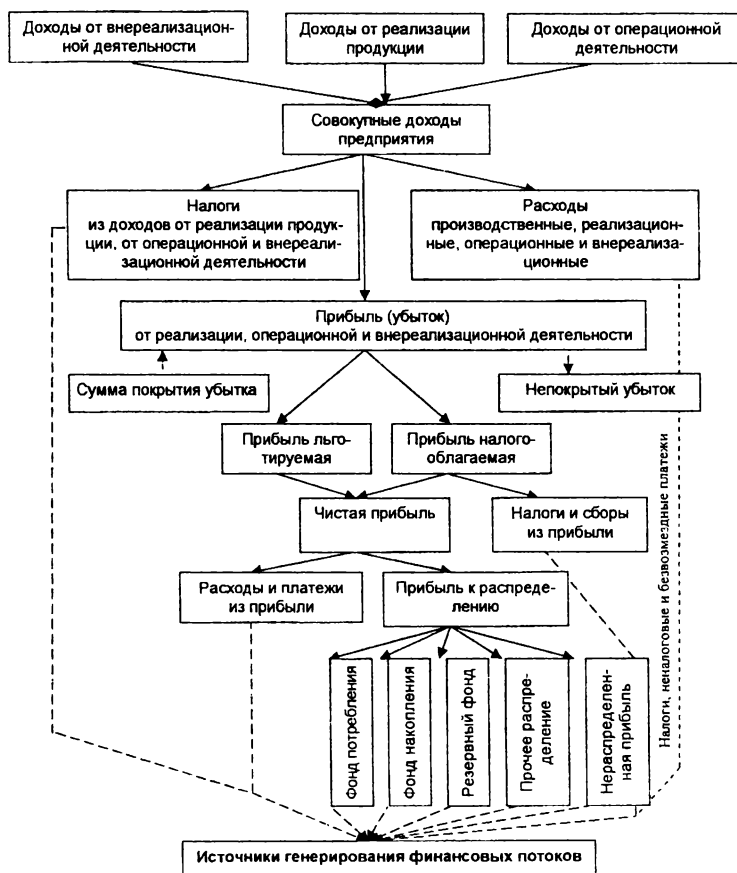 Доходы от внереализацион-
ной деятельности
Доходы от реализации
продукции
Доходы от операционной
деятельности
Совокупные доходы
предприятия
Налоги
из доходов от реализации продук-
ции, от операционной и внереали-
зационной деятельности
Расходы
производственные, реализацион-
ные, операционные и внереализа-
ционные
Прибыль (убыток)
от реализации, операционной и внереализационной деятельности
Сумма покрытия убытка
Непокрытый убыток
Прибыль льго-
тируемая
Прибыль налого-
облагаемая
Чистая прибыль
Налоги и сборы
из прибыли
Расходы и платежи
из прибыли
Прибыль к распреде-
лению
Фонд потребления
Фонд накопления
Резервный фонд
Прочее распре-
деление
Нераспределен-
ная прибыль
Налоги, неналоговые и безвозмездные платежи
Источники генерирования финансовых потоков